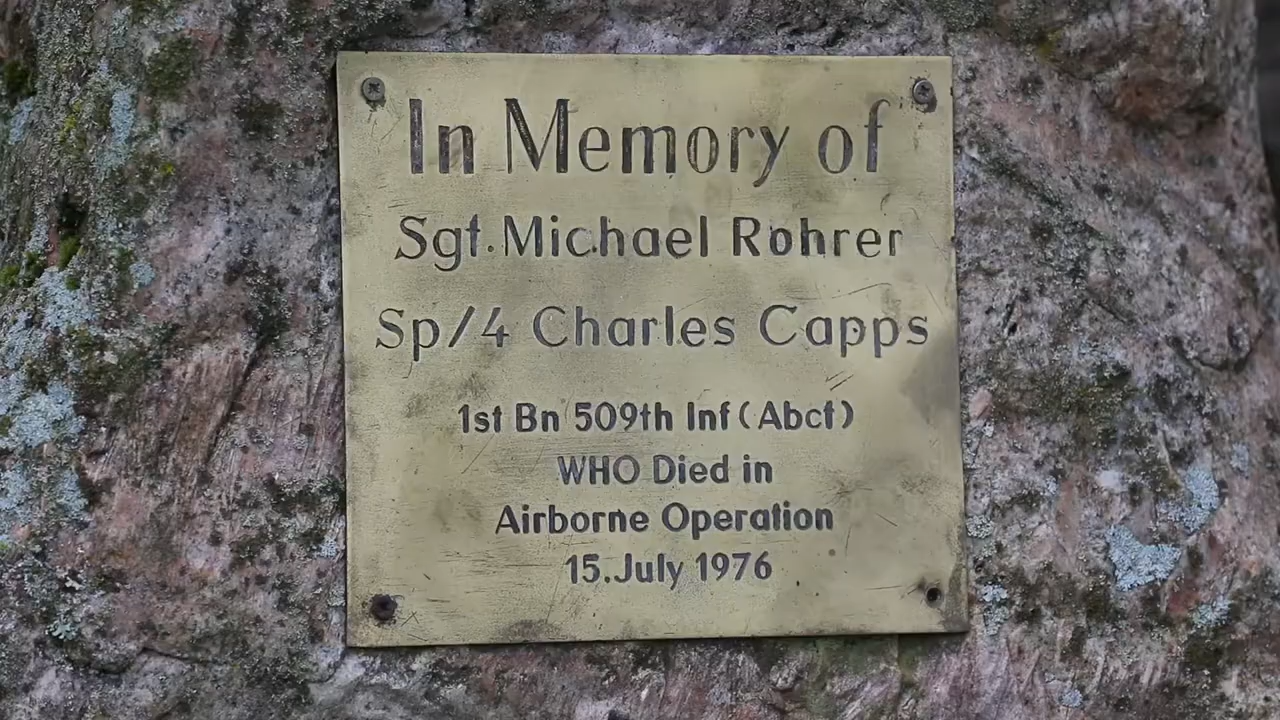 In Memory of
Sgt. Michael Rohrer
Sp/4 Charles Capps
1st Bn 509th Inf (Abct)
WHO Died in
Airborne Operation
15. July 1976